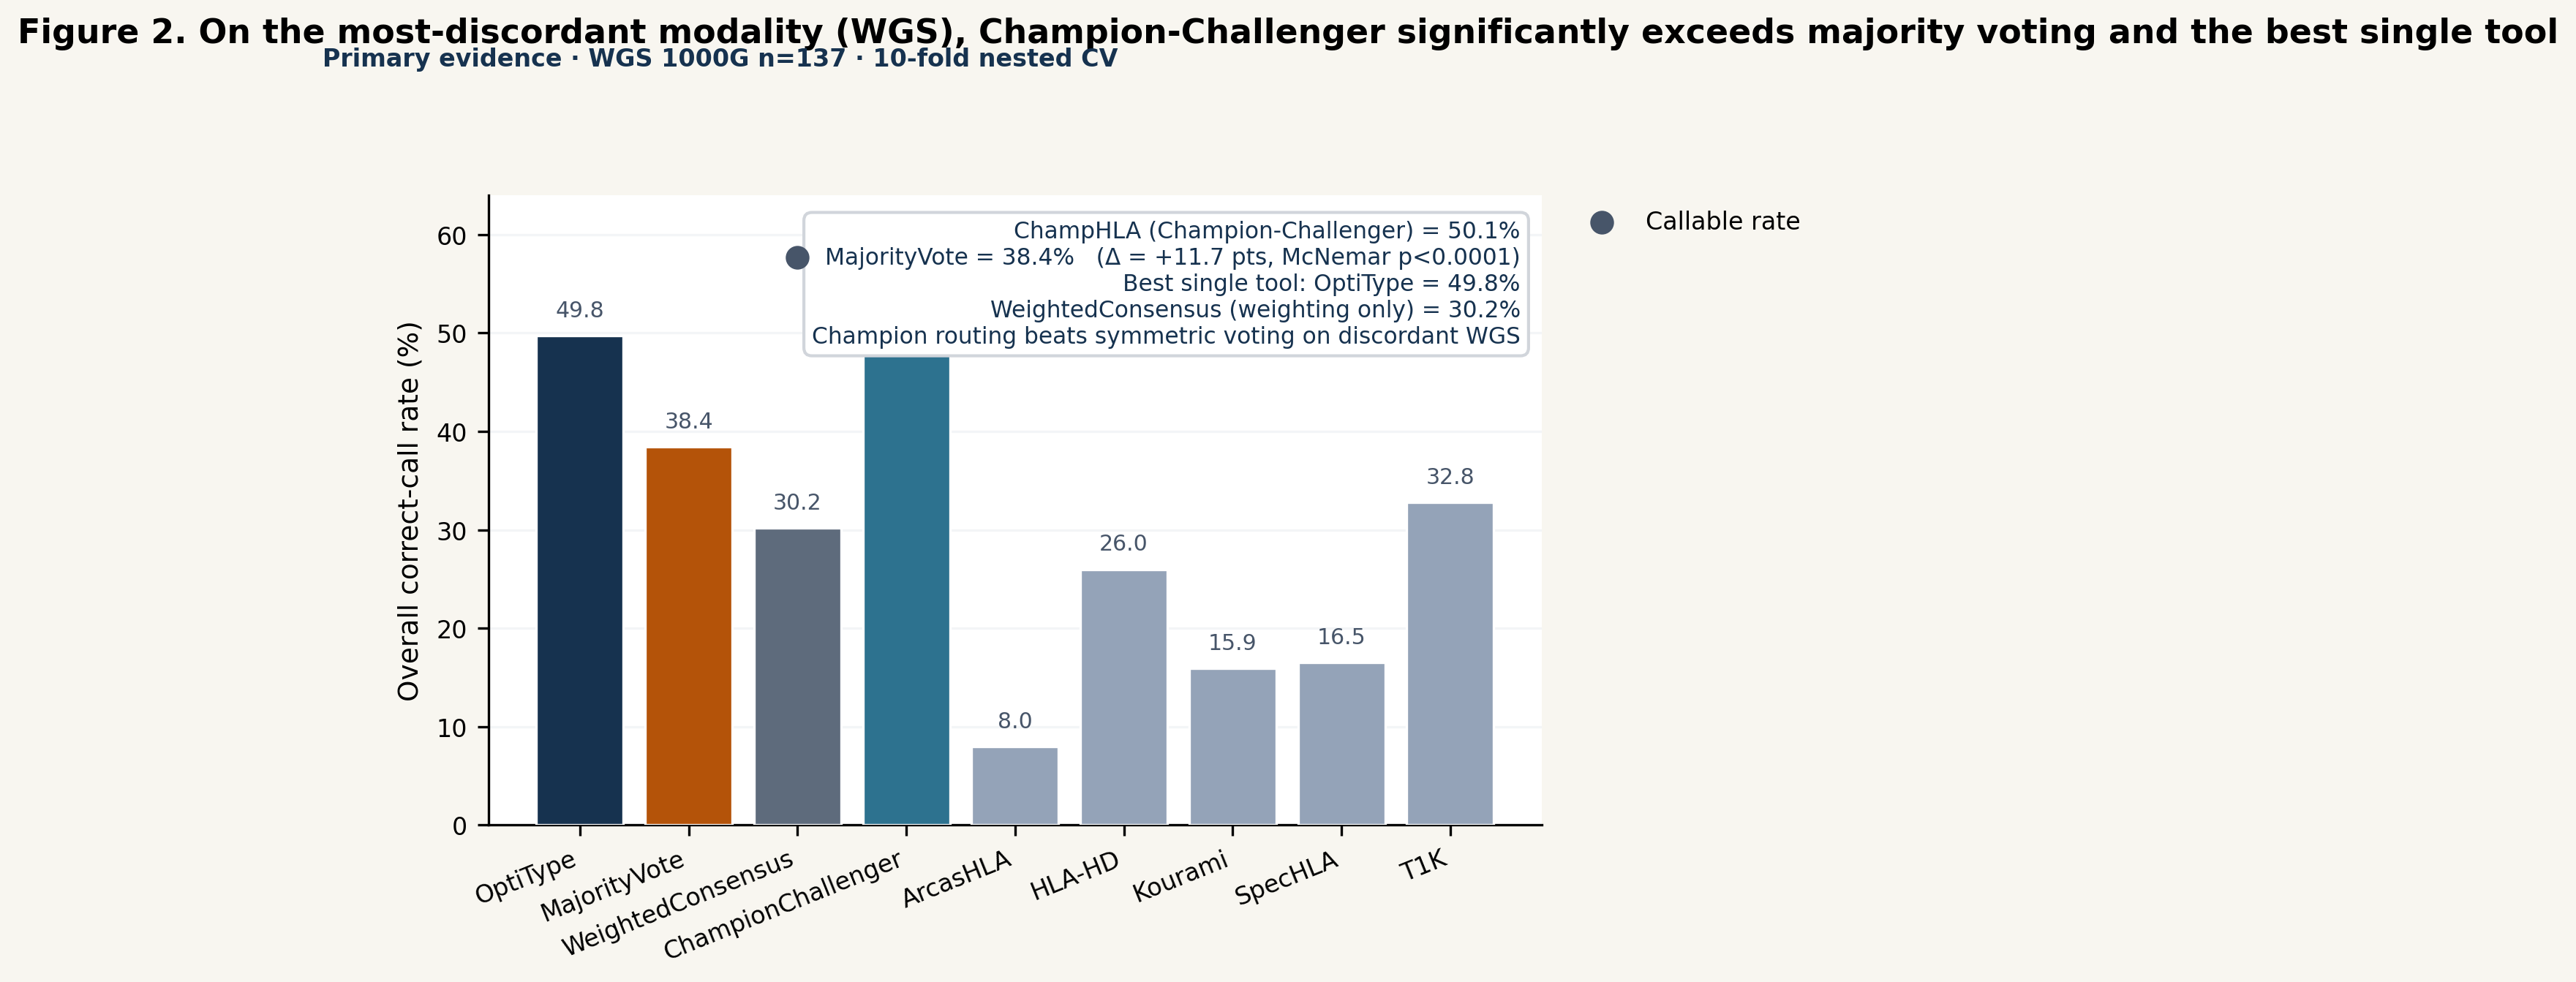 Figure 2. On the most-discordant modality (WGS), Champion-Challenger significantly exceeds majority voting and the best single tool
Primary evidence · WGS 1000G n=137 · 10-fold nested CV
Callable rate
ChampHLA (Champion-Challenger) = 50.1%
MajorityVote = 38.4%   (Δ = +11.7 pts, McNemar p<0.0001)
Best single tool: OptiType = 49.8%
WeightedConsensus (weighting only) = 30.2%
Champion routing beats symmetric voting on discordant WGS
Overall correct-call rate (%)
60
50
40
30
20
10
0
49.8
38.4
30.2
8.0
26.0
15.9
16.5
32.8
OptiType
MajorityVote
WeightedConsensus
ChampionChallenger
ArcasHLA
HLA-HD
Kourami
SpecHLA
T1K